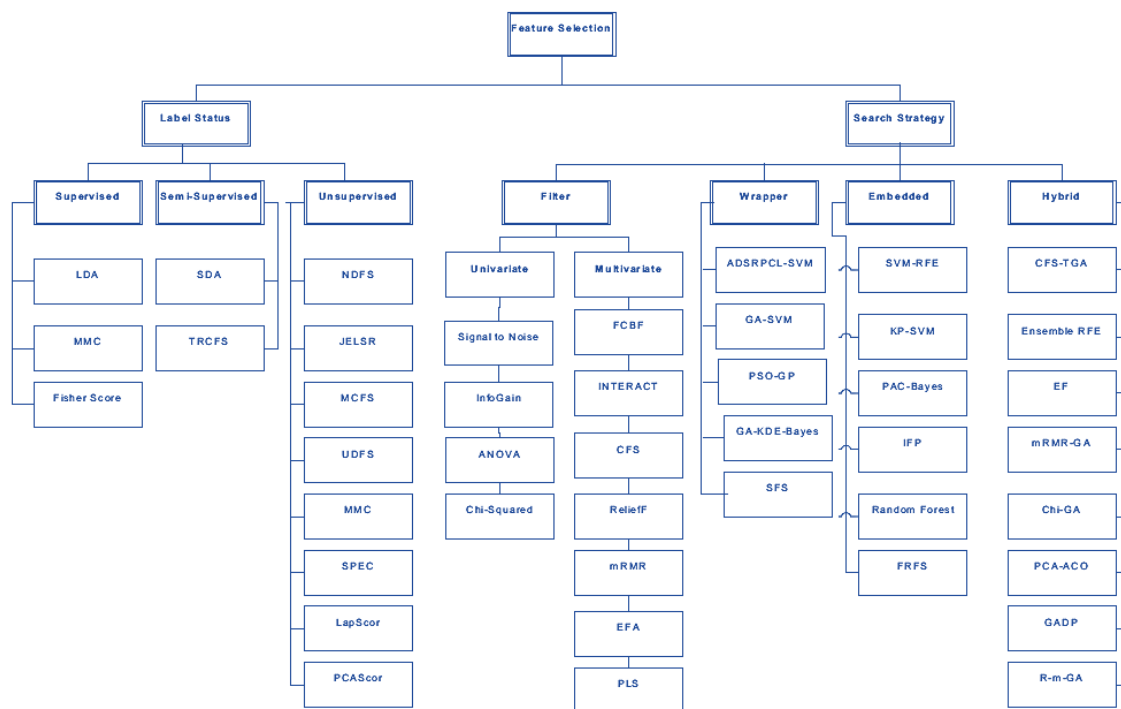 Feature Selection
Label Status
Search Strategy
Supervised
Semi-Supervised
Unsupervised
Filter
Wrapper
Embedded
Hybrid
LDA
MMC
Fisher Score
SDA
TRCFS
NDFS
JELSR
MCFS
UDFS
MMC
SPEC
LapScor
PCAScor
Univariate
Signal to Noise
InfoGain
ANOVA
Chi-Squared
Multivariate
FCBF
INTERACT
CFS
ReliefF
mRMR
EFA
PLS
ADSRPCL-SVM
GA-SVM
PSO-GP
GA-KDE-Bayes
SFS
SVM-RFE
KP-SVM
PAC-Bayes
IFP
Random Forest
FRFS
CFS-TGA
Ensemble RFE
EF
mRMR-GA
Chi-GA
PCA-ACO
GADP
R-m-GA